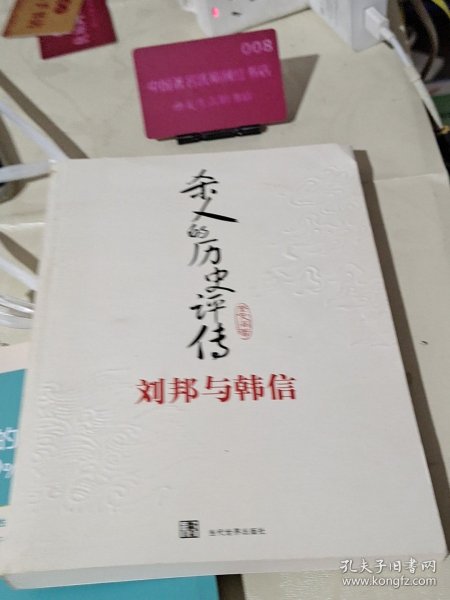 008
杀人的历史评传
刘邦与韩信
当代世界出版社
孔夫子旧书网
www.kongfz.com